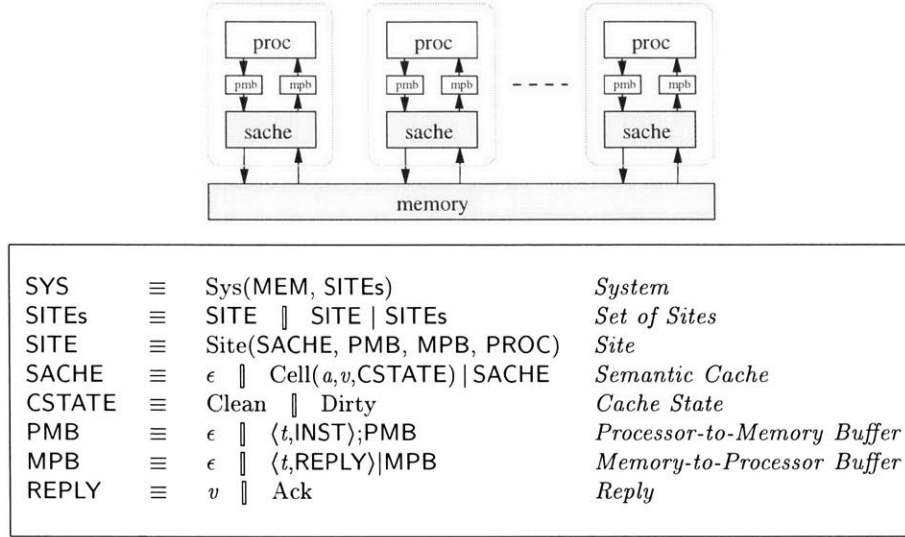 proc proc proc
pmb mpb pmb mpb pmb mpb
sache sache sache
memory
SYS ≡ Sys(MEM, SITEs) System
SITEs ≡ SITE ⫿ SITE | SITEs Set of Sites
SITE ≡ Site(SACHE, PMB, MPB, PROC) Site
SACHE ≡ ϵ ⫿ Cell(a,v,CSTATE) | SACHE Semantic Cache
CSTATE ≡ Clean ⫿ Dirty Cache State
PMB ≡ ϵ ⫿ ⟨t,INST⟩;PMB Processor-to-Memory Buffer
MPB ≡ ϵ ⫿ ⟨t,REPLY⟩|MPB Memory-to-Processor Buffer
REPLY ≡ v ⫿ Ack Reply